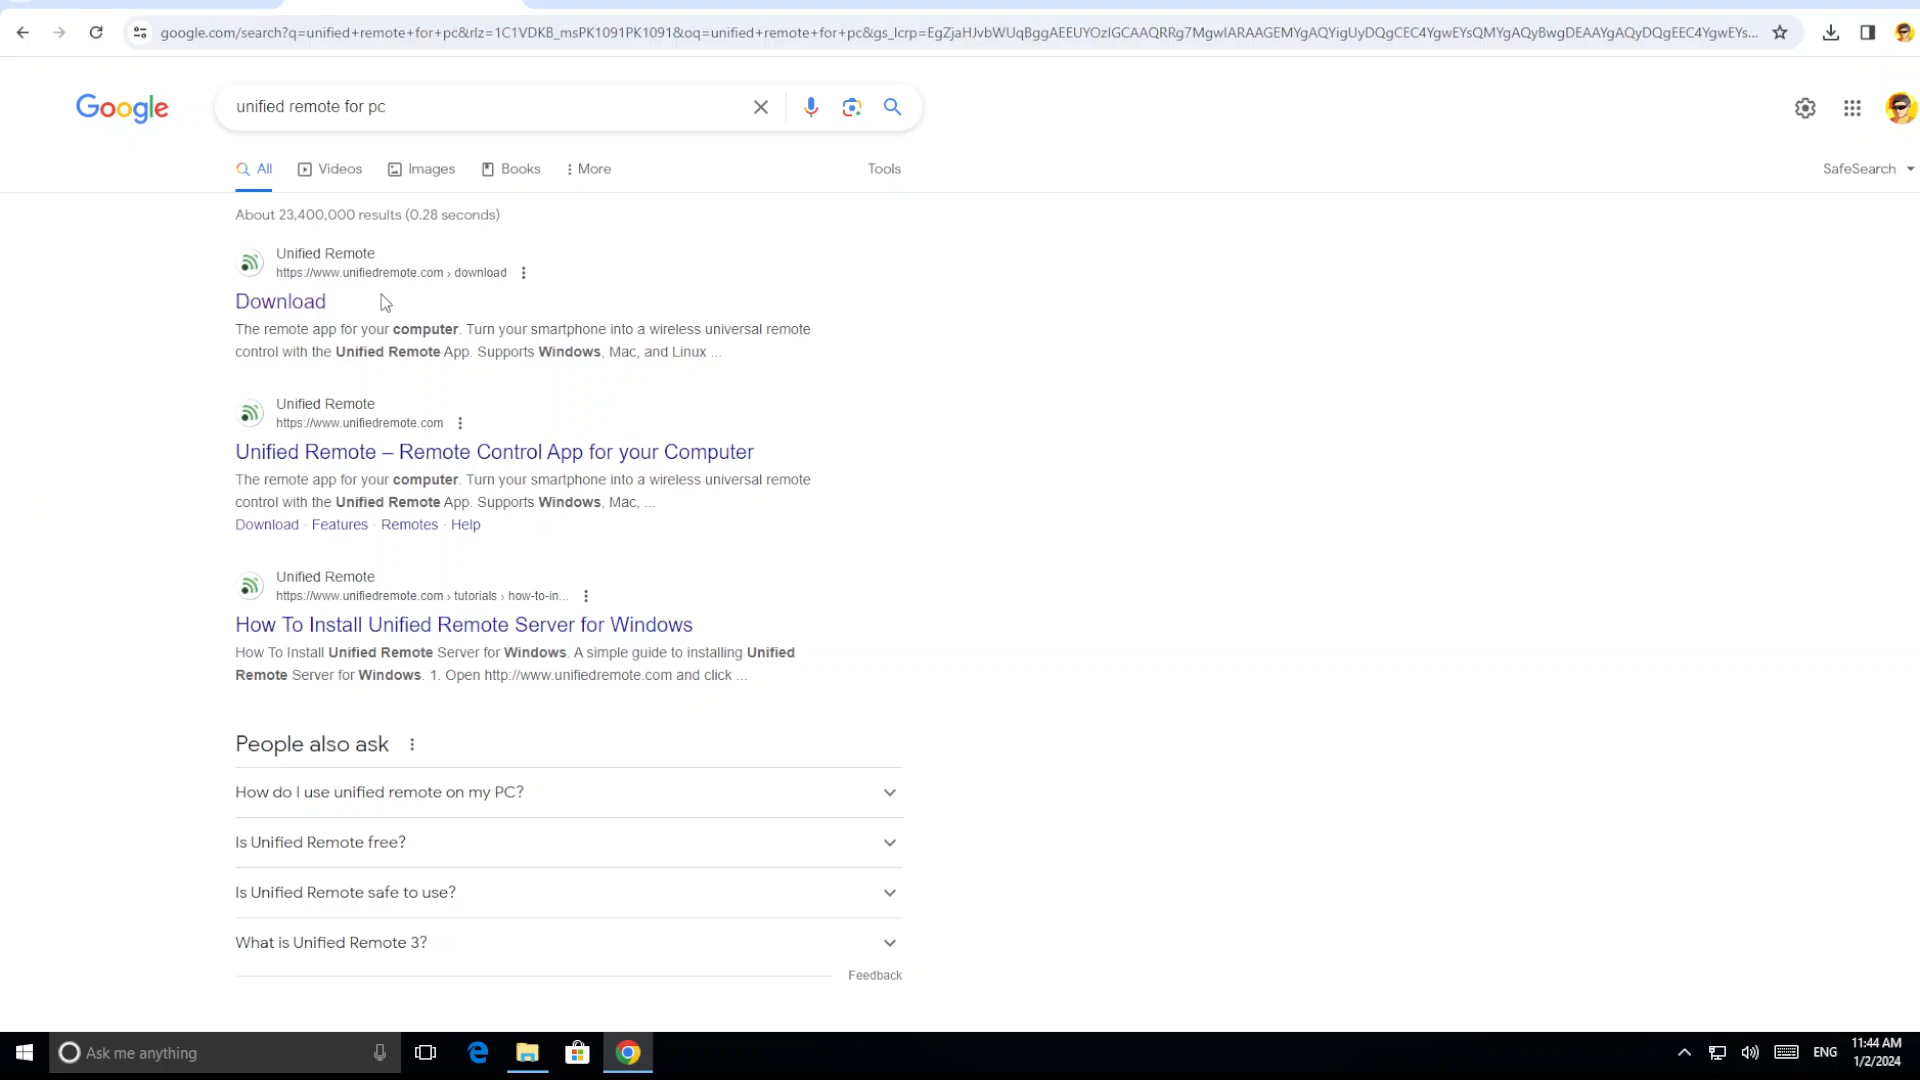 google.com/search?q=unified+remote+for+pc&rlz=1C1VDKB_msPK1091PK1091&oq=unified+remote+for+pc&gs_lcrp=EgZjaHJvbWUqBggAEEUYOzIGCAAQRRg7MgwIARAAGEMYgAQYigUyDQgCEC4YgwEYsQMYgAQyBwgDEAAYgAQyDQgEEC4YgwEYs...
Google
unified remote for pc
All
Videos
Images
Books
More
Tools
SafeSearch
About 23,400,000 results (0.28 seconds)
Unified Remote
https://www.unifiedremote.com › download
Download
The remote app for your computer. Turn your smartphone into a wireless universal remote
control with the Unified Remote App. Supports Windows, Mac, and Linux ...
Unified Remote
https://www.unifiedremote.com
Unified Remote – Remote Control App for your Computer
The remote app for your computer. Turn your smartphone into a wireless universal remote
control with the Unified Remote App. Supports Windows, Mac, ...
Download · Features · Remotes · Help
Unified Remote
https://www.unifiedremote.com › tutorials › how-to-in...
How To Install Unified Remote Server for Windows
How To Install Unified Remote Server for Windows. A simple guide to installing Unified
Remote Server for Windows. 1. Open http://www.unifiedremote.com and click ...
People also ask
How do I use unified remote on my PC?
Is Unified Remote free?
Is Unified Remote safe to use?
What is Unified Remote 3?
Feedback
Ask me anything
ENG
11:44 AM
1/2/2024